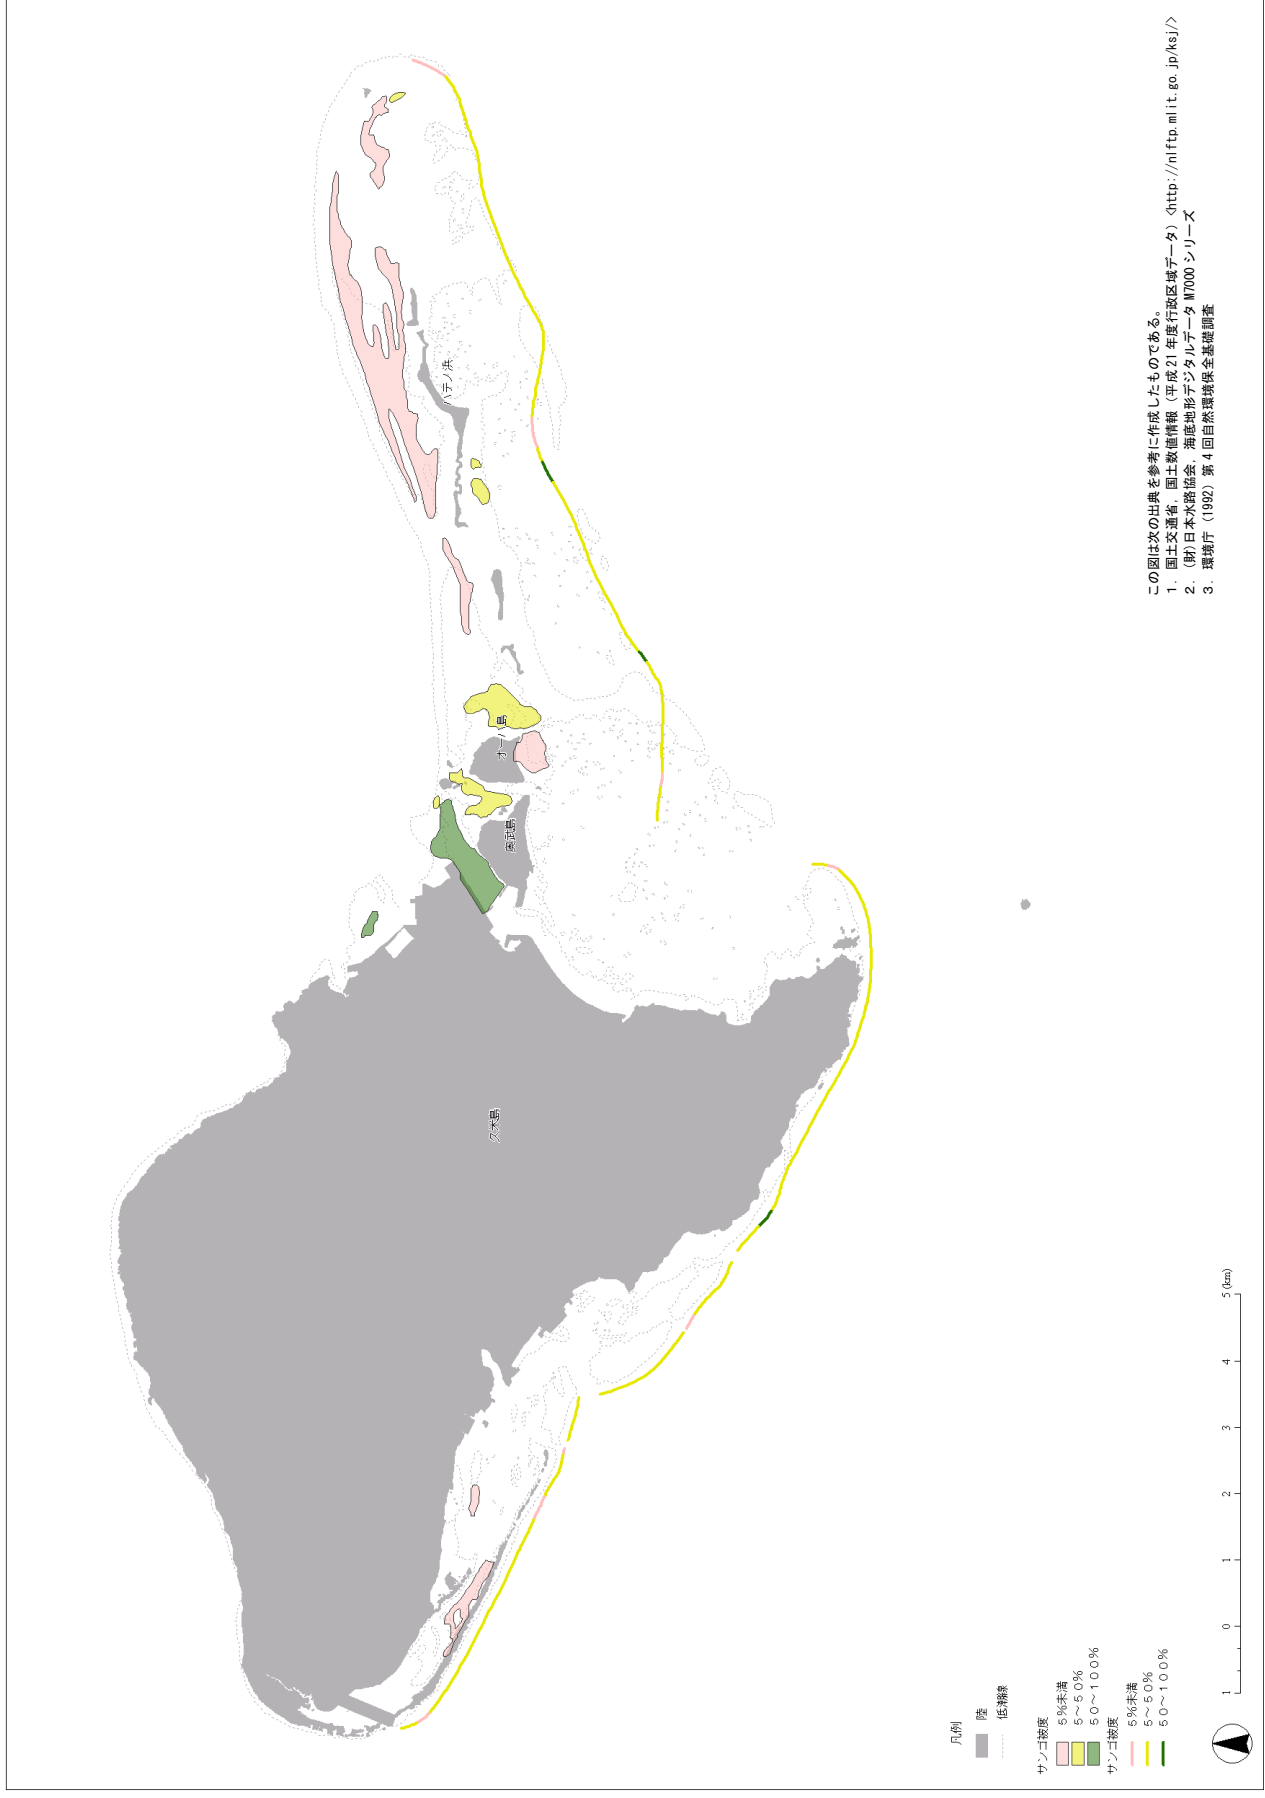 ハテノ浜
オーハ島
奥武島
久米島
この図は次の出典を参考に作成したものである。
1. 国土交通省, 国土数値情報 (平成21年度行政区域データ) <http://nlftp.mlit.go.jp/ksj/>
2. (財)日本水路協会, 海底地形デジタルデータ M7000シリーズ
3. 環境庁 (1992) 第4回自然環境保全基礎調査
凡例
陸
低潮線
サンゴ被度
5%未満
5~50%
50~100%
サンゴ被度
5%未満
5~50%
50~100%
1 0 1 2 3 4 5 (km)